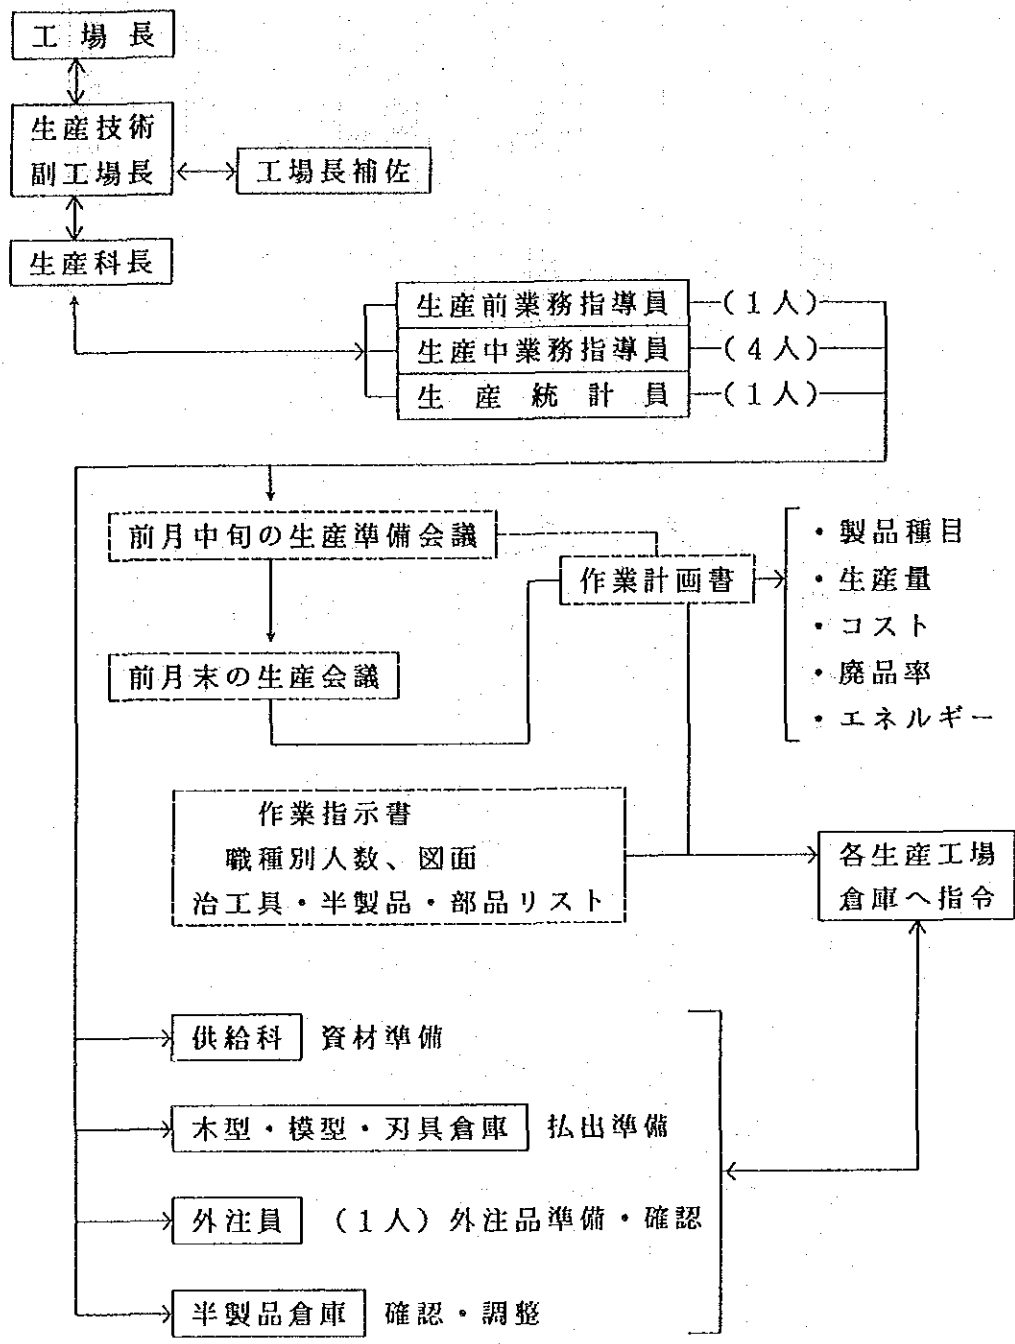 工場長
生産技術
副工場長
工場長補佐
生産科長
生産前業務指導員 (1人)
生産中業務指導員 (4人)
生産統計員 (1人)
前月中旬の生産準備会議
作業計画書
・製品種目
・生産量
・コスト
・廃品率
・エネルギー
前月末の生産会議
作業指示書
職種別人数、図面
治工具・半製品・部品リスト
各生産工場
倉庫へ指令
供給科 資材準備
木型・模型・刃具倉庫 払出準備
外注員 (1人)外注品準備・確認
半製品倉庫 確認・調整